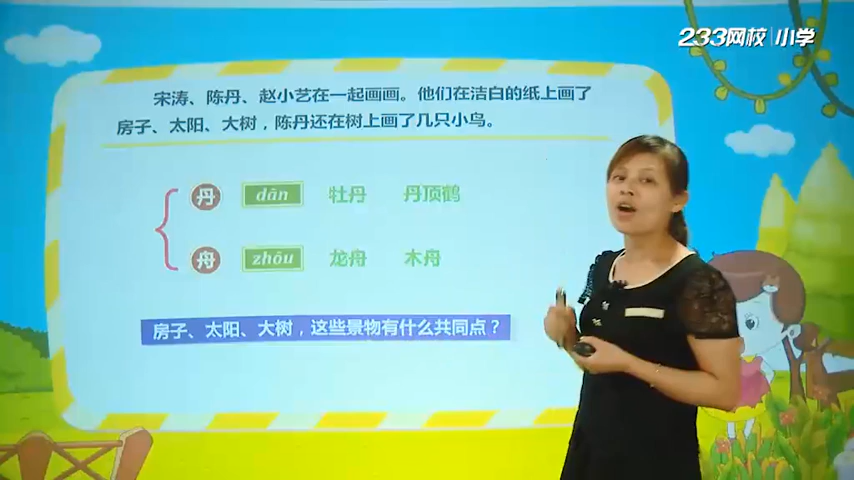 233网校 小学
宋涛、陈丹、赵小艺在一起画画。他们在洁白的纸上画了
房子、太阳、大树，陈丹还在树上画了几只小鸟。
丹 dān 牡丹 丹顶鹤
舟 zhōu 龙舟 木舟
房子、太阳、大树，这些景物有什么共同点？